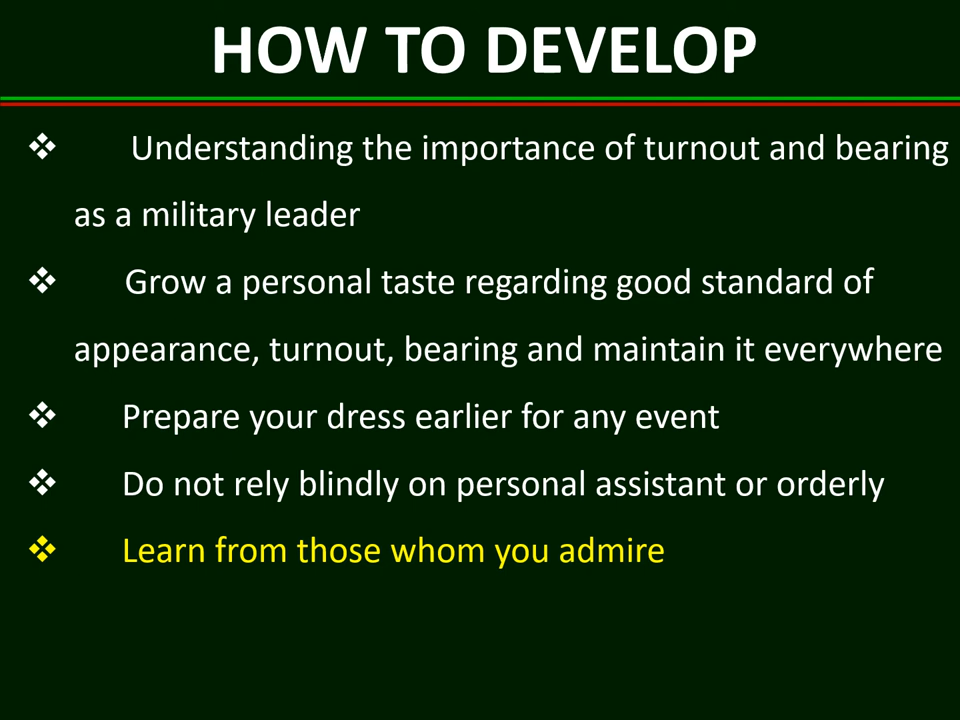 HOW TO DEVELOP
❖ Understanding the importance of turnout and bearing
as a military leader
❖ Grow a personal taste regarding good standard of
appearance, turnout, bearing and maintain it everywhere
❖ Prepare your dress earlier for any event
❖ Do not rely blindly on personal assistant or orderly
❖ Learn from those whom you admire